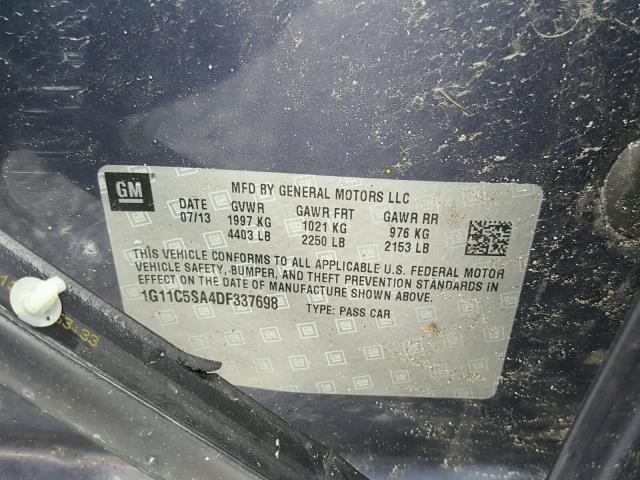 GM
MFD BY GENERAL MOTORS LLC
DATE GVWR GAWR FRT GAWR RR
07/13 1997 KG 1021 KG 976 KG
4403 LB 2250 LB 2153 LB
THIS VEHICLE CONFORMS TO ALL APPLICABLE U.S. FEDERAL MOTOR
VEHICLE SAFETY, BUMPER, AND THEFT PREVENTION STANDARDS
IN EFFECT ON THE DATE OF MANUFACTURE SHOWN ABOVE.
1G11C5SA4DF337698 TYPE: PASS CAR